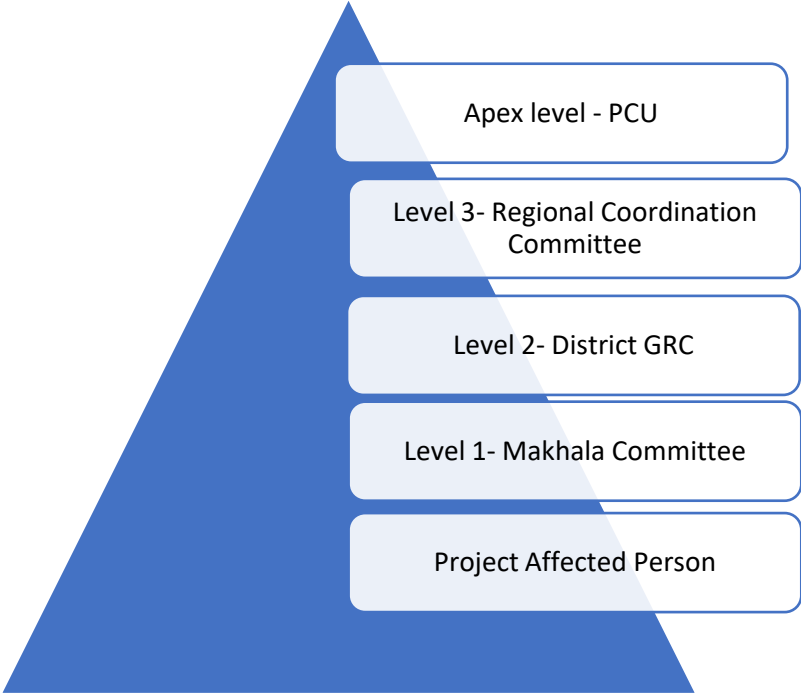 Apex level - PCU
Level 3- Regional Coordination
Committee
Level 2- District GRC
Level 1- Makhala Committee
Project Affected Person